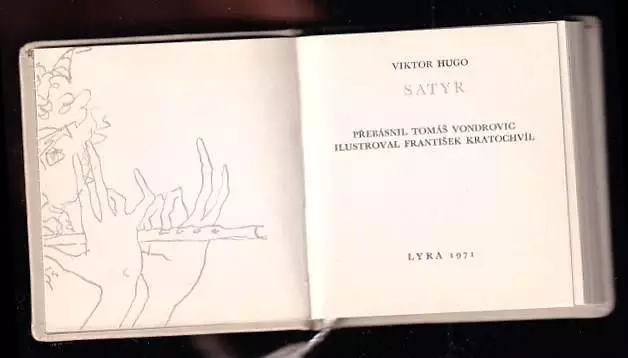 VIKTOR HUGO
SATYR
PŘEBÁSNIL TOMÁŠ VONDROVIC
ILUSTROVAL FRANTIŠEK KRATOCHVÍL
LYRA 1971